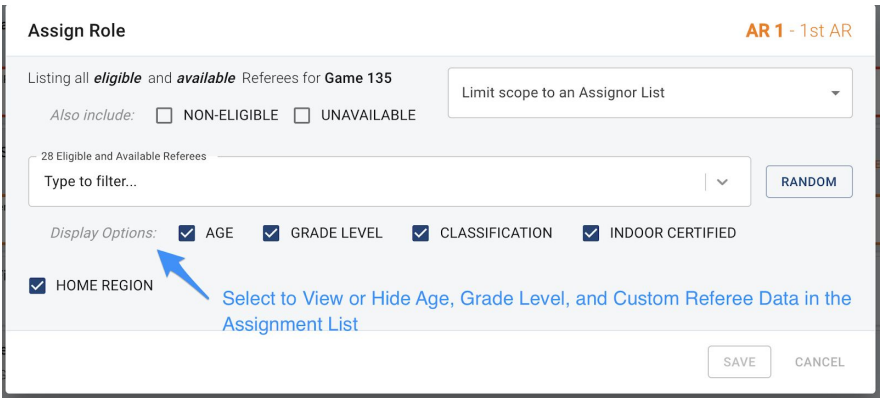 Assign Role
AR 1 - 1st AR
Listing all eligible and available Referees for Game 135
Limit scope to an Assignor List
Also include: NON-ELIGIBLE UNAVAILABLE
28 Eligible and Available Referees
Type to filter...
RANDOM
Display Options: AGE GRADE LEVEL CLASSIFICATION INDOOR CERTIFIED
HOME REGION
Select to View or Hide Age, Grade Level, and Custom Referee Data in the
Assignment List
SAVE
CANCEL